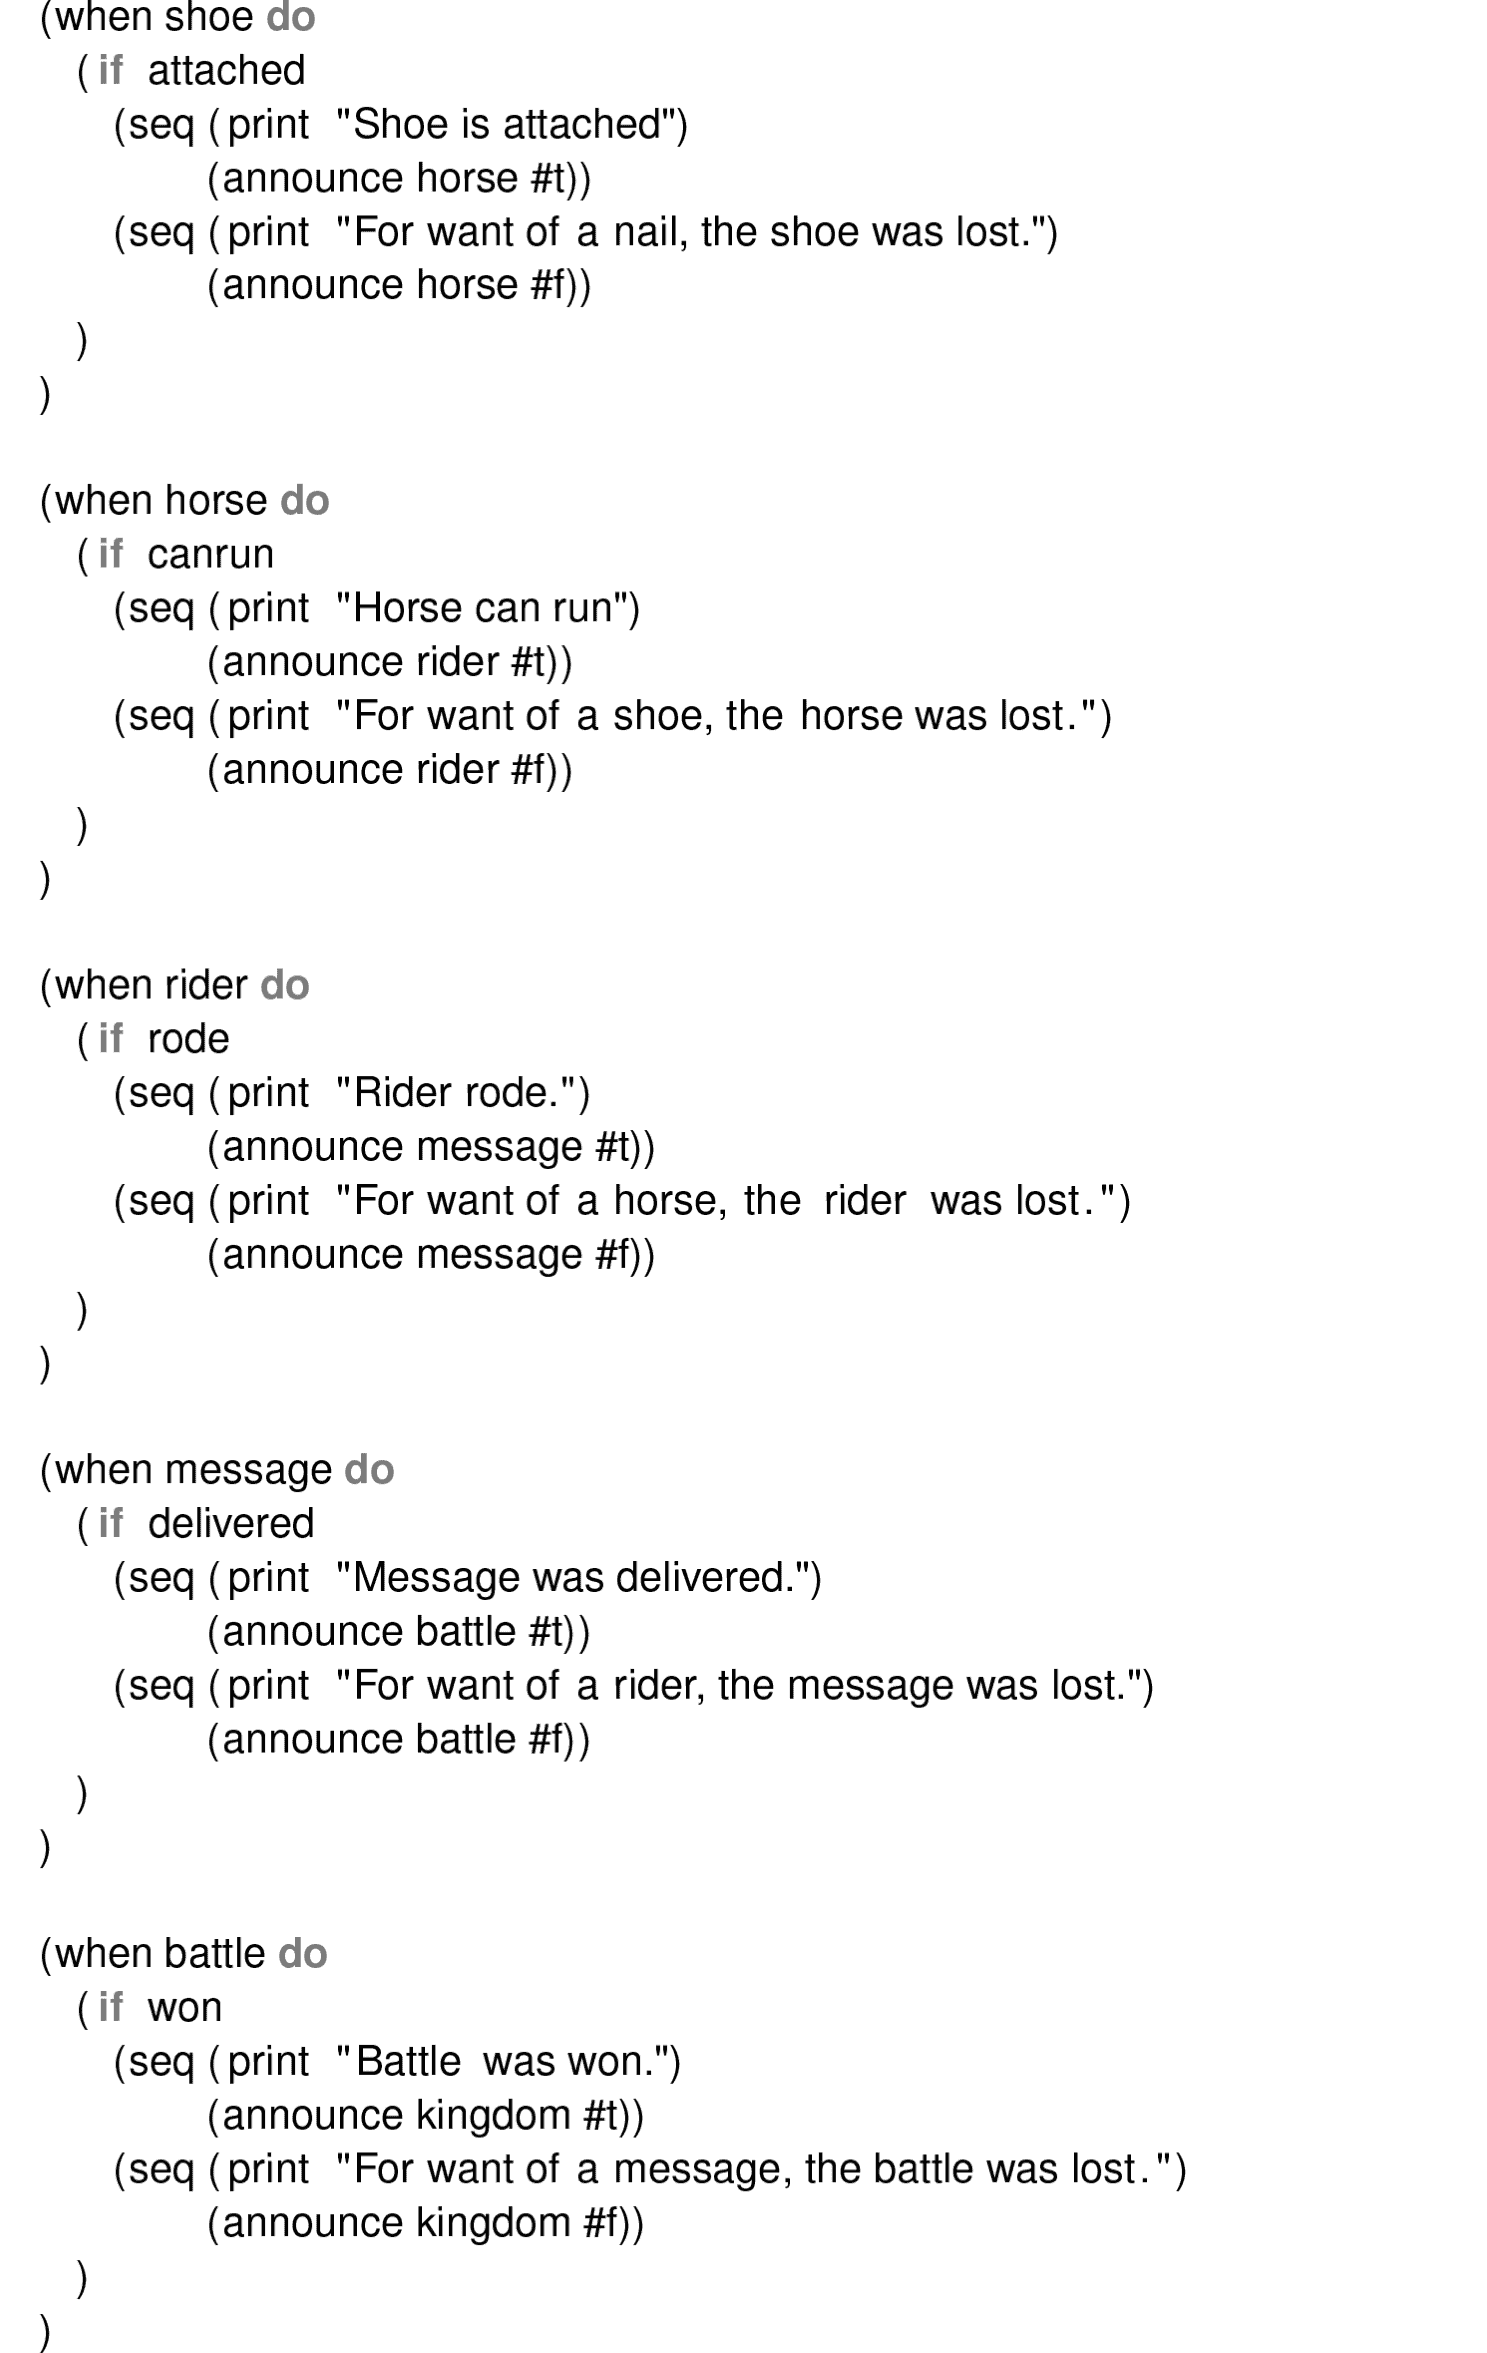 (when shoe do
( if attached
(seq ( print "Shoe is attached")
(announce horse #t))
(seq ( print "For want of a nail, the shoe was lost.")
(announce horse #f))
)
)
(when horse do
( if canrun
(seq ( print "Horse can run")
(announce rider #t))
(seq ( print "For want of a shoe, the horse was lost.")
(announce rider #f))
)
)
(when rider do
( if rode
(seq ( print "Rider rode.")
(announce message #t))
(seq ( print "For want of a horse, the rider was lost.")
(announce message #f))
)
)
(when message do
( if delivered
(seq ( print "Message was delivered.")
(announce battle #t))
(seq ( print "For want of a rider, the message was lost.")
(announce battle #f))
)
)
(when battle do
( if won
(seq ( print "Battle was won.")
(announce kingdom #t))
(seq ( print "For want of a message, the battle was lost.")
(announce kingdom #f))
)
)